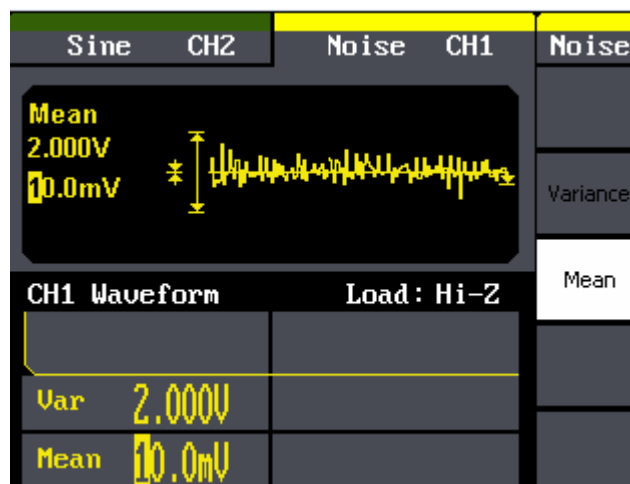 Sine CH2 Noise CH1 Noise
Mean
2.000V
10.0mV
Variance
Mean
CH1 Waveform Load: Hi-Z
Var 2.000V
Mean 10.0mV